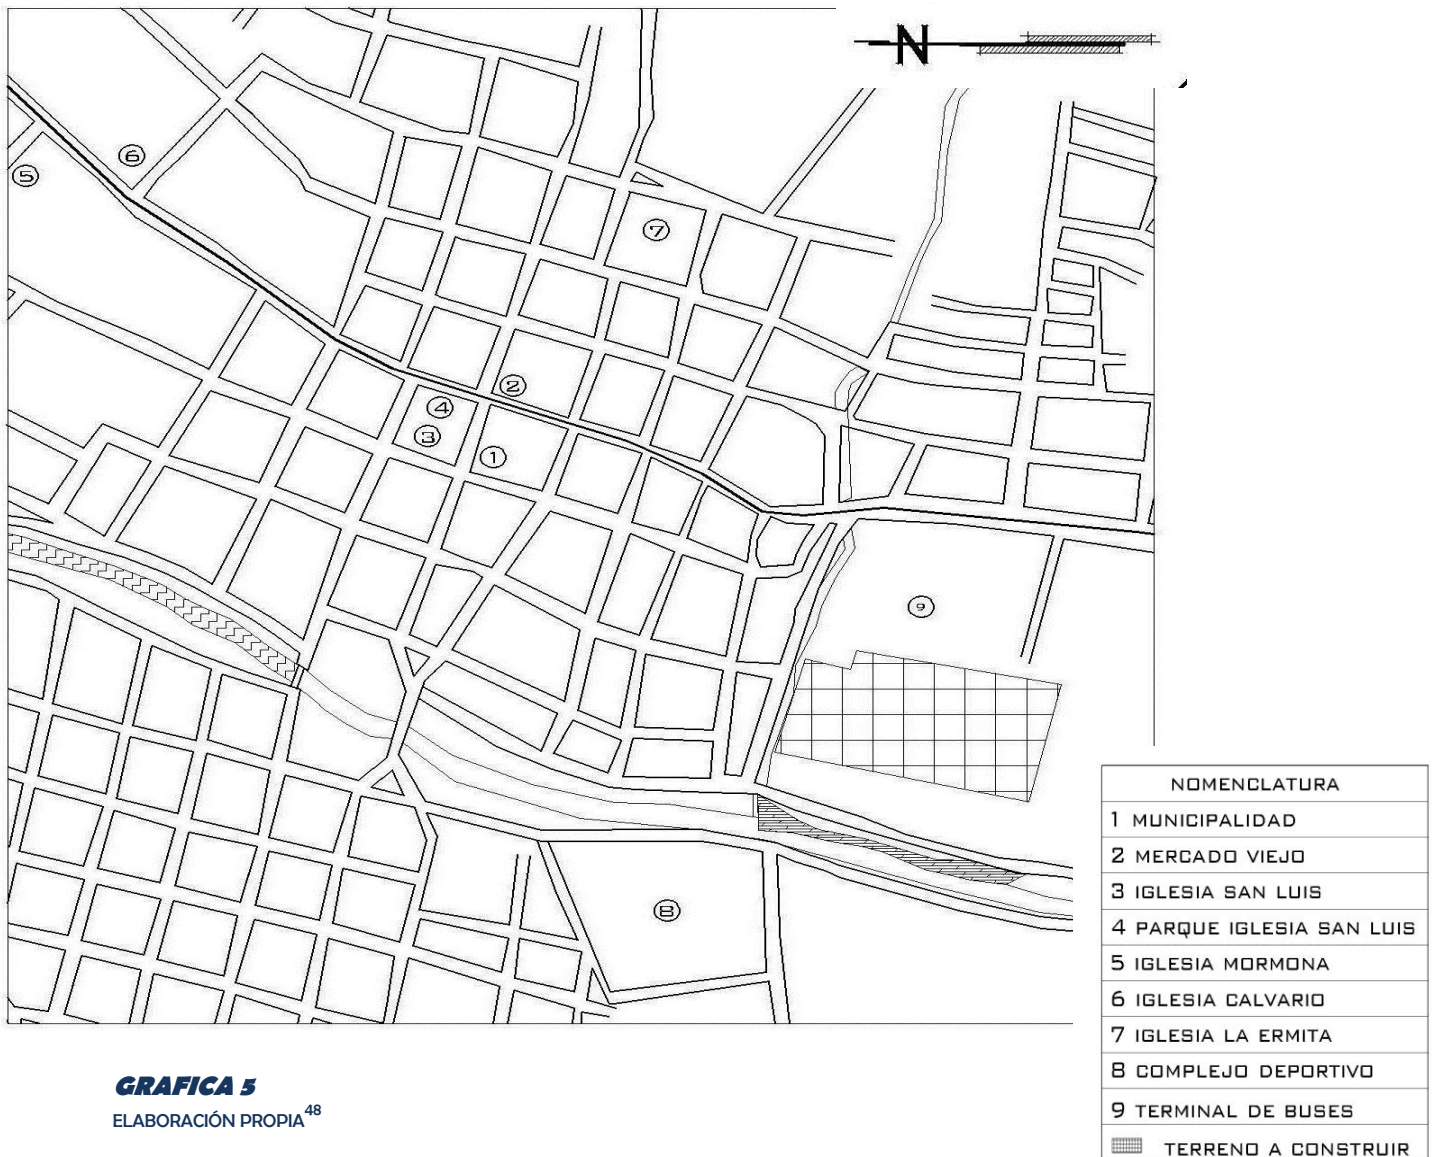 N
6
5
7
2
4
3
1
9
8
NOMENCLATURA
1 MUNICIPALIDAD
2 MERCADO VIEJO
3 IGLESIA SAN LUIS
4 PARQUE IGLESIA SAN LUIS
5 IGLESIA MORMONA
6 IGLESIA CALVARIO
7 IGLESIA LA ERMITA
8 COMPLEJO DEPORTIVO
9 TERMINAL DE BUSES
TERRENO A CONSTRUIR
GRAFICA 5
ELABORACIÓN PROPIA48